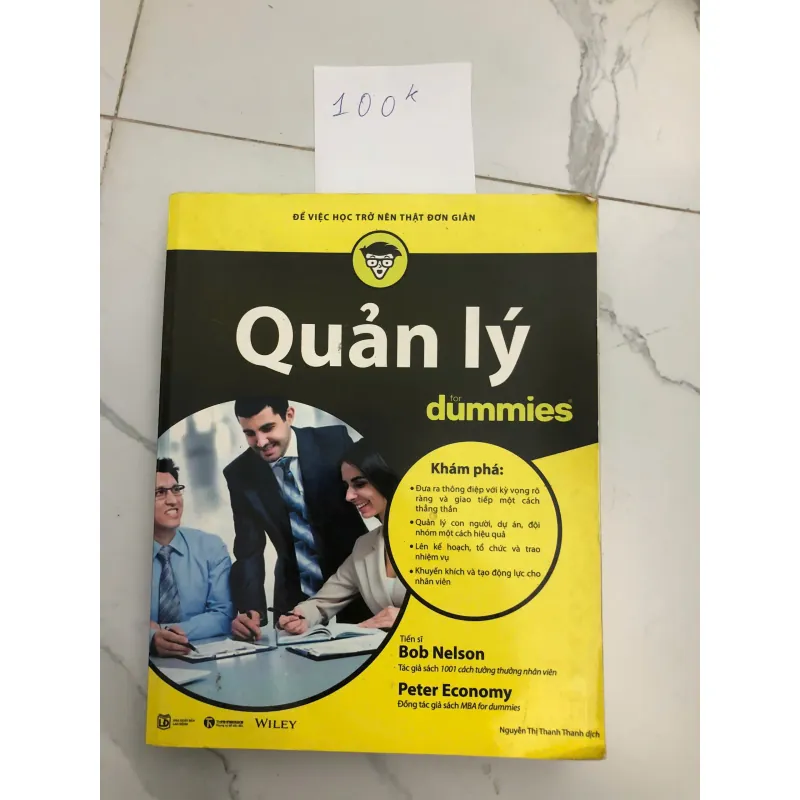 100k
ĐỂ VIỆC HỌC TRỞ NÊN THẬT ĐƠN GIẢN
Quản lý
for
dummies
Khám phá:
• Đưa ra thông điệp với kỳ vọng rõ
ràng và giao tiếp một cách
thẳng thắn
• Quản lý con người, dự án, đội
nhóm một cách hiệu quả
• Lên kế hoạch, tổ chức và trao
nhiệm vụ
• Khuyến khích và tạo động lực cho
nhân viên
Tiến sĩ
Bob Nelson
Tác giả sách 1001 cách tưởng thưởng nhân viên
Peter Economy
Đồng tác giả sách MBA for dummies
WILEY
Nguyễn Thị Thanh Thanh dịch